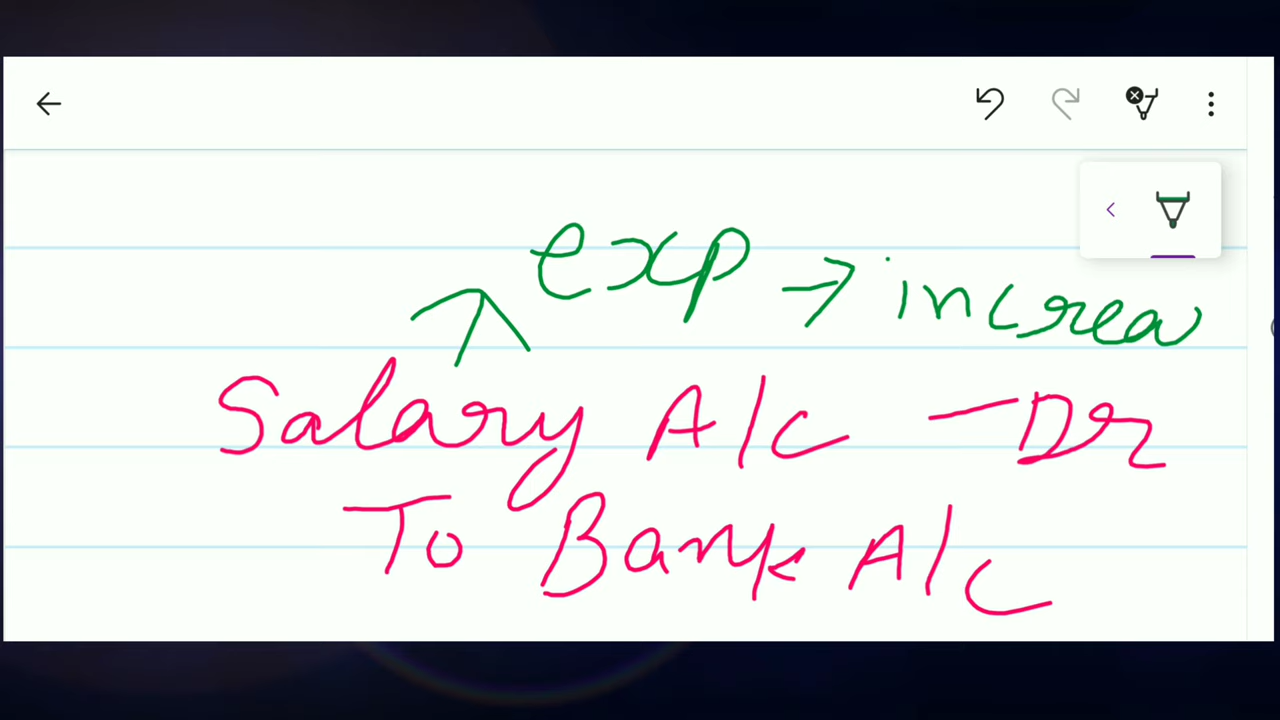 exp → increa
Salary A/c - Dr
To Bank A/c